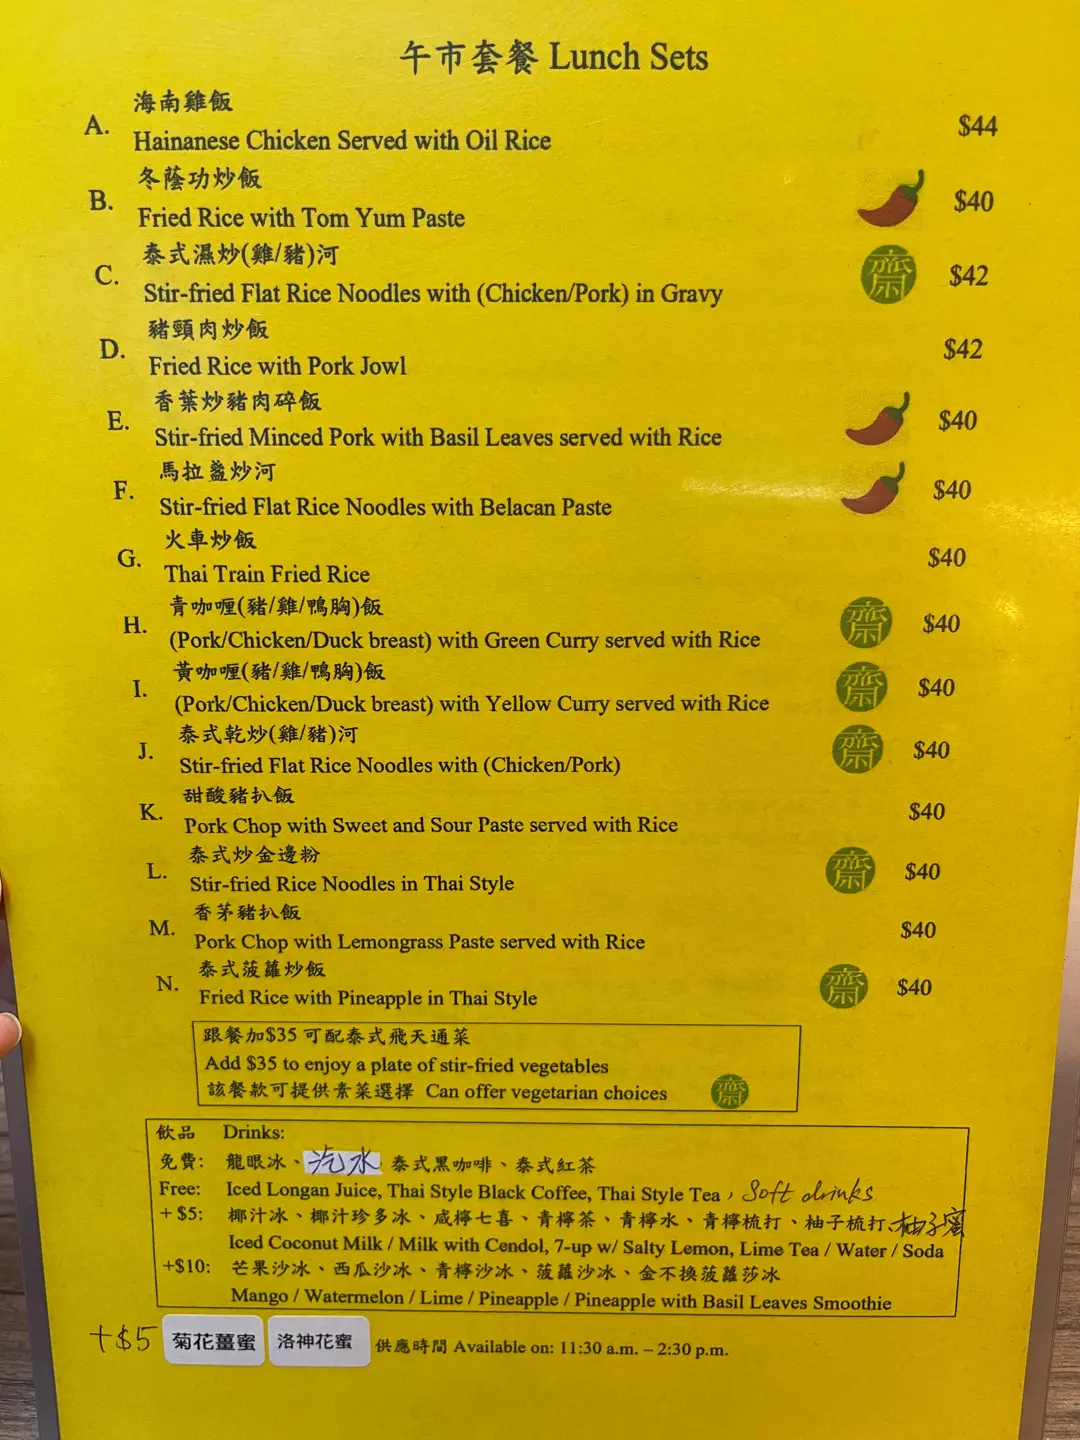 午市套餐 Lunch Sets
海南雞飯
A. Hainanese Chicken Served with Oil Rice $44
冬蔭功炒飯
B. Fried Rice with Tom Yum Paste $40
泰式濕炒(雞/豬)河
C. Stir-fried Flat Rice Noodles with (Chicken/Pork) in Gravy 齋 $42
豬頸肉炒飯
D. Fried Rice with Pork Jowl $42
香葉炒豬肉碎飯
E. Stir-fried Minced Pork with Basil Leaves served with Rice $40
馬拉盞炒河
F. Stir-fried Flat Rice Noodles with Belacan Paste $40
火車炒飯
G. Thai Train Fried Rice $40
青咖喱(豬/雞/鴨胸)飯
H. (Pork/Chicken/Duck breast) with Green Curry served with Rice 齋 $40
黃咖喱(豬/雞/鴨胸)飯
I. (Pork/Chicken/Duck breast) with Yellow Curry served with Rice 齋 $40
泰式乾炒(雞/豬)河
J. Stir-fried Flat Rice Noodles with (Chicken/Pork) 齋 $40
甜酸豬扒飯
K. Pork Chop with Sweet and Sour Paste served with Rice $40
泰式炒金邊粉
L. Stir-fried Rice Noodles in Thai Style 齋 $40
香茅豬扒飯
M. Pork Chop with Lemongrass Paste served with Rice $40
泰式菠蘿炒飯
N. Fried Rice with Pineapple in Thai Style 齋 $40
跟餐加$35 可配泰式飛天通菜
Add $35 to enjoy a plate of stir-fried vegetables
該餐款可提供素菜選擇 Can offer vegetarian choices 齋
飲品 Drinks:
免費: 龍眼冰、汽水 泰式黑咖啡、泰式紅茶
Free: Iced Longan Juice, Thai Style Black Coffee, Thai Style Tea , Soft drinks
+ $5: 椰汁冰、椰汁珍多冰、咸檸七喜、青檸茶、青檸水、青檸梳打、柚子梳打、柚子蜜
Iced Coconut Milk / Milk with Cendol, 7-up w/ Salty Lemon, Lime Tea / Water / Soda
+$10: 芒果沙冰、西瓜沙冰、青檸沙冰、菠蘿沙冰、金不換菠蘿莎冰
Mango / Watermelon / Lime / Pineapple / Pineapple with Basil Leaves Smoothie
+$5 菊花薑蜜 洛神花蜜 供應時間 Available on: 11:30 a.m. – 2:30 p.m.